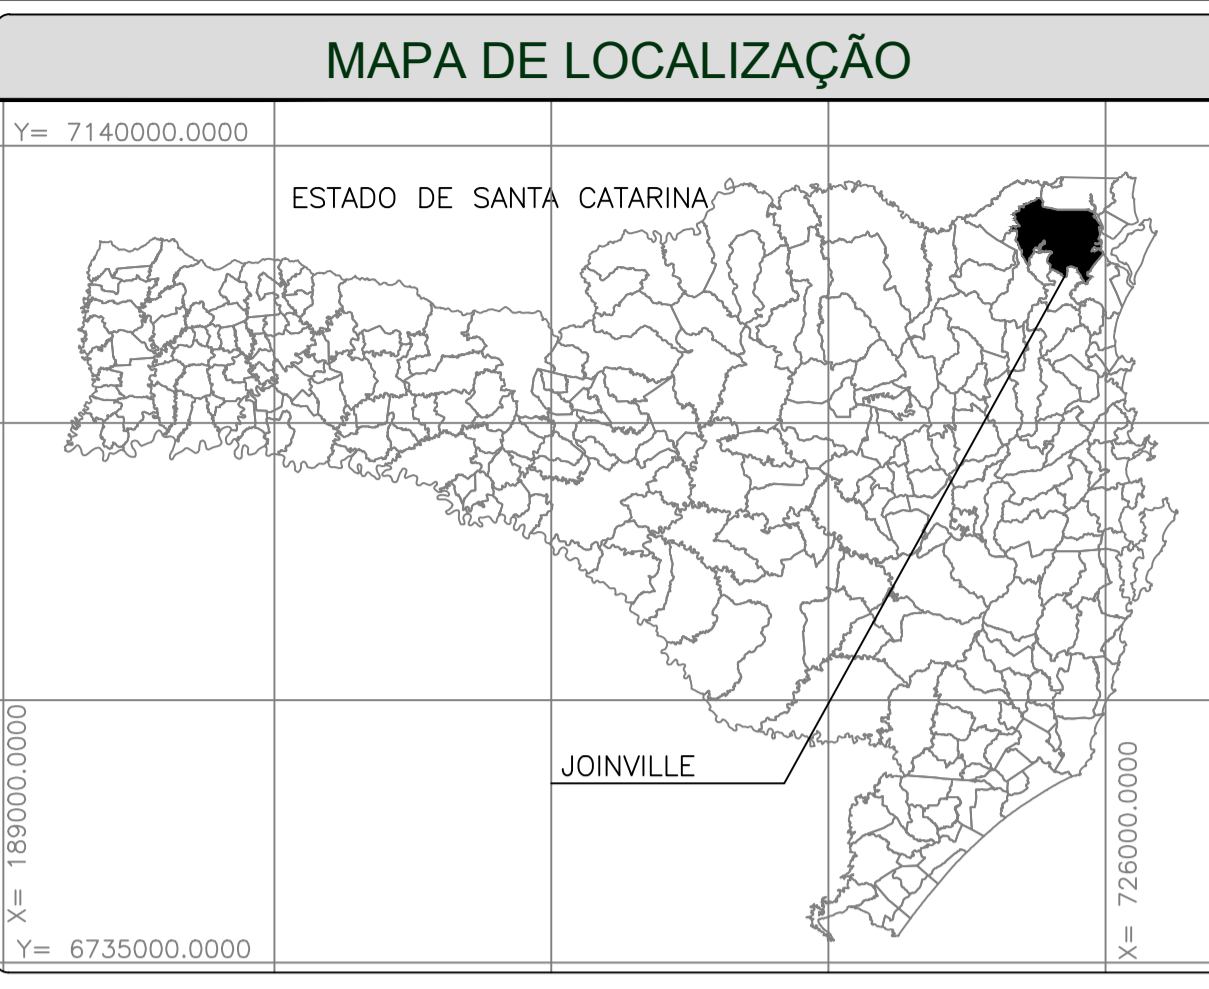 MAPA DE LOCALIZAÇÃO
Y= 7140000.0000
ESTADO DE SANTA CATARINA
JOINVILLE
X= 189000.0000
X= 726000.0000
Y= 6735000.0000